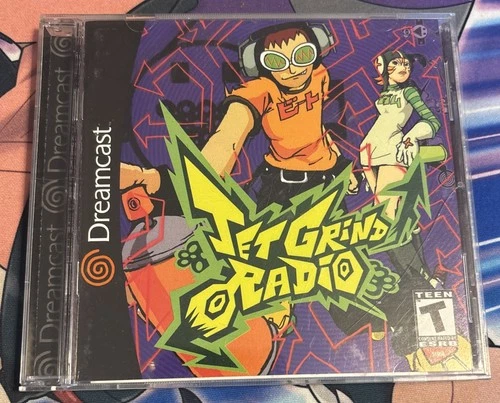 Dreamcast
Dreamcast
Dreamcast
ビート
JET GRIND
RADIO
TEEN
T
ESRB